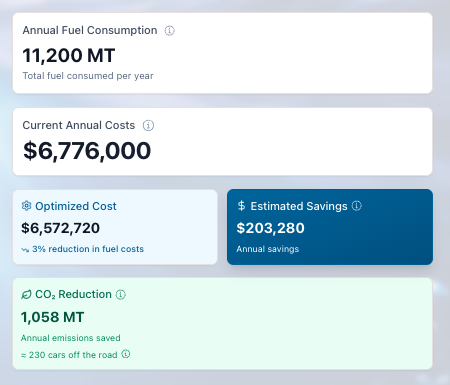 Annual Fuel Consumption
11,200 MT
Total fuel consumed per year
Current Annual Costs
$6,776,000
Optimized Cost
$6,572,720
3% reduction in fuel costs
$ Estimated Savings
$203,280
Annual savings
CO₂ Reduction
1,058 MT
Annual emissions saved
≈ 230 cars off the road